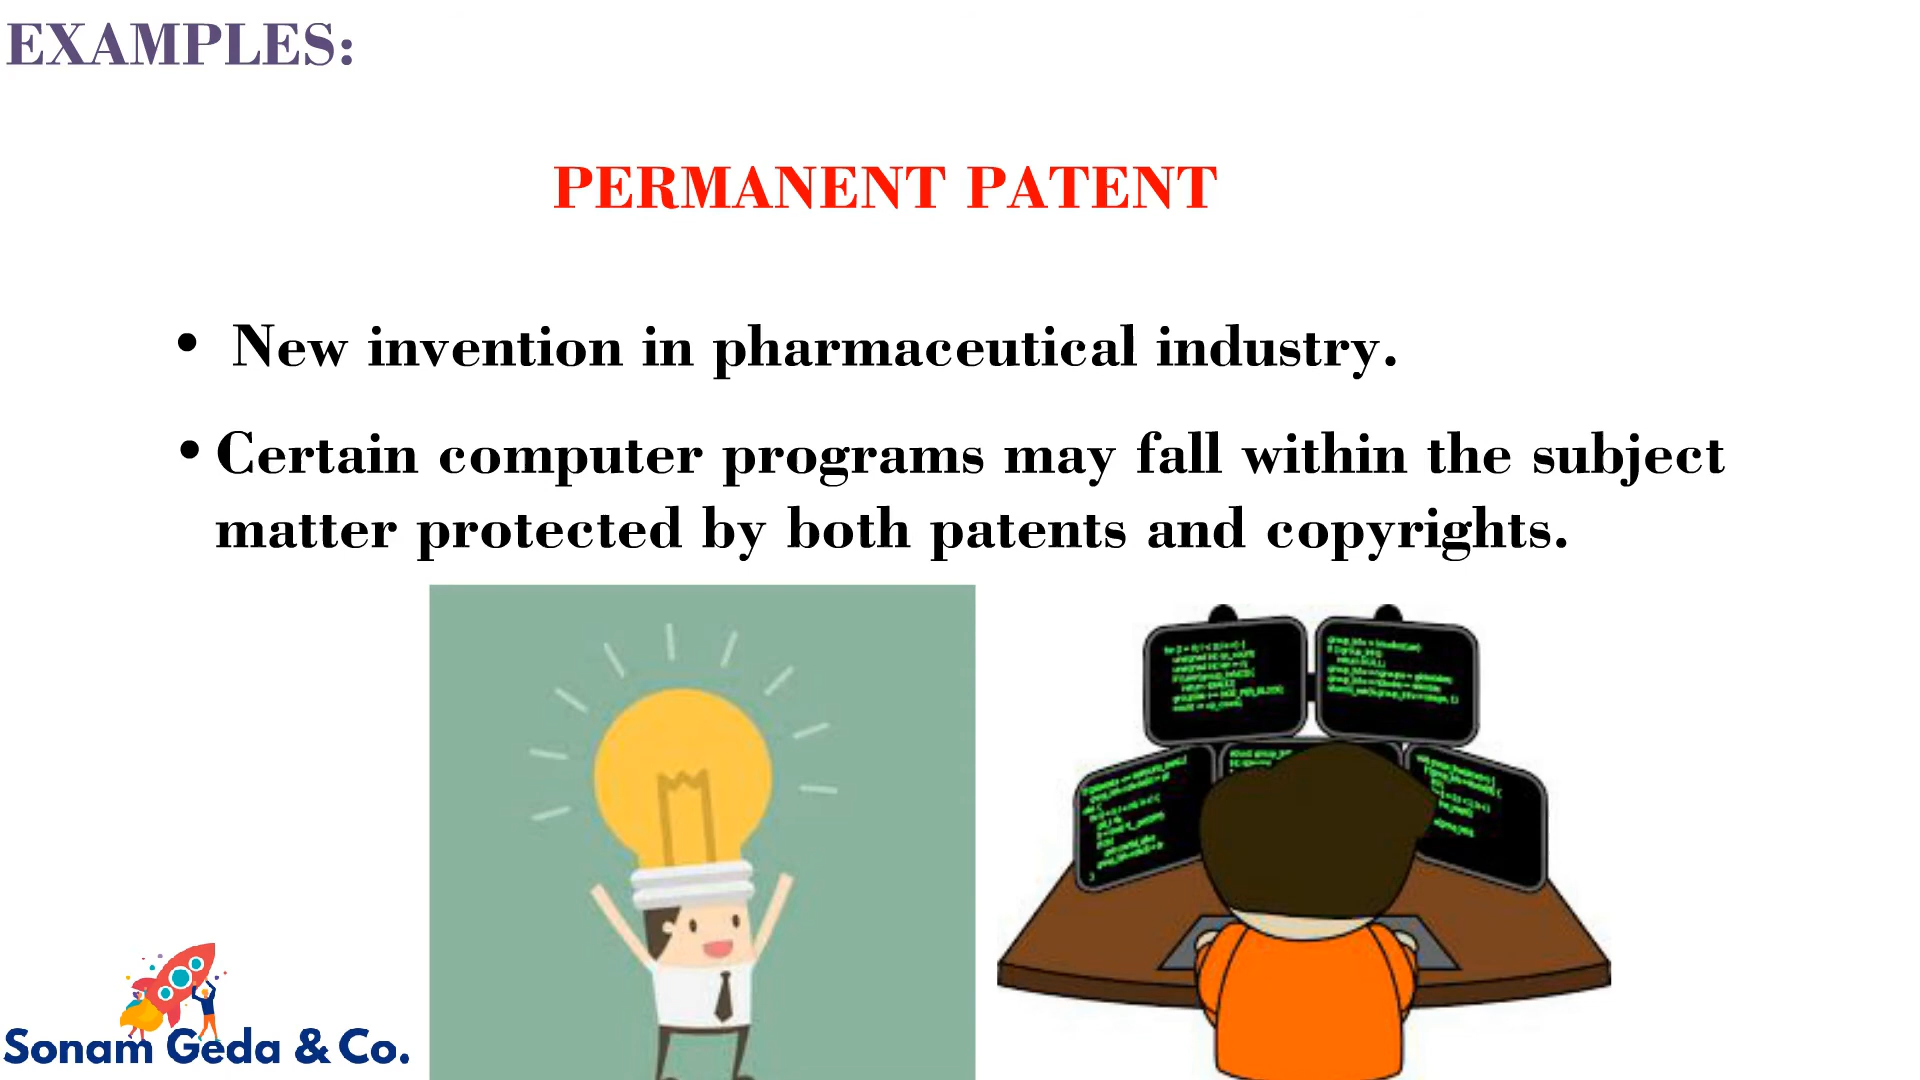 EXAMPLES:
PERMANENT PATENT
• New invention in pharmaceutical industry.
• Certain computer programs may fall within the subject
matter protected by both patents and copyrights.
Sonam Geda & Co.